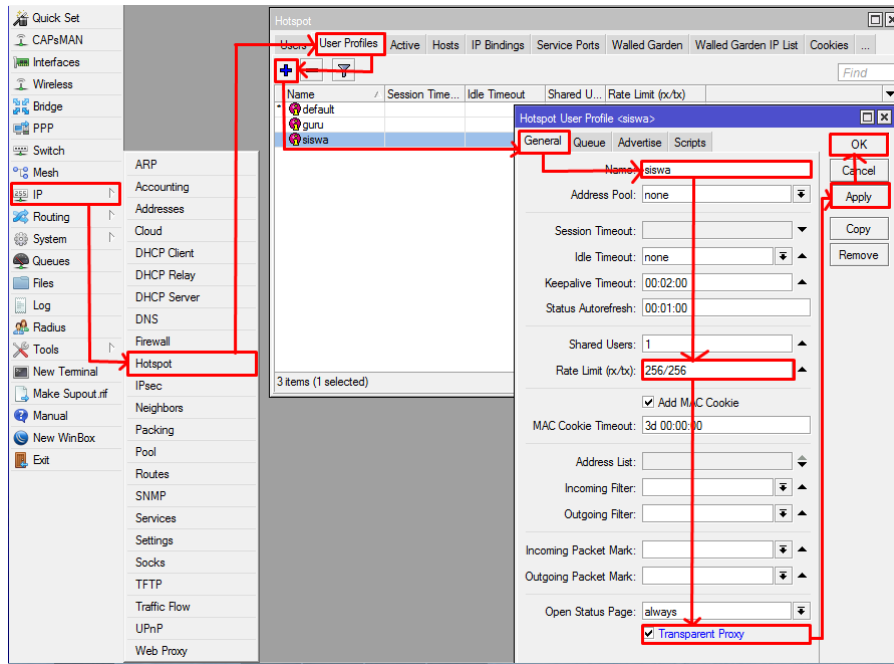 Quick Set
CAPsMAN
Interfaces
Wireless
Bridge
PPP
Switch
Mesh
IP
Routing
System
Queues
Files
Log
Radius
Tools
New Terminal
Make Supout.rif
Manual
New WinBox
Exit
ARP
Accounting
Addresses
Cloud
DHCP Client
DHCP Relay
DHCP Server
DNS
Firewall
Hotspot
IPsec
Neighbors
Packing
Pool
Routes
SNMP
Services
Settings
Socks
TFTP
Traffic Flow
UPnP
Web Proxy
Hotspot
Users User Profiles Active Hosts IP Bindings Service Ports Walled Garden Walled Garden IP List Cookies ...
Find
Name Session Time... Idle Timeout Shared U... Rate Limit (rx/tx)
* default
guru
siswa
3 items (1 selected)
Hotspot User Profile <siswa>
General Queue Advertise Scripts
Name: siswa
Address Pool: none
Session Timeout:
Idle Timeout: none
Keepalive Timeout: 00:02:00
Status Autorefresh: 00:01:00
Shared Users: 1
Rate Limit (rx/tx): 256/256
Add MAC Cookie
MAC Cookie Timeout: 3d 00:00:00
Address List:
Incoming Filter:
Outgoing Filter:
Incoming Packet Mark:
Outgoing Packet Mark:
Open Status Page: always
Transparent Proxy
OK
Cancel
Apply
Copy
Remove